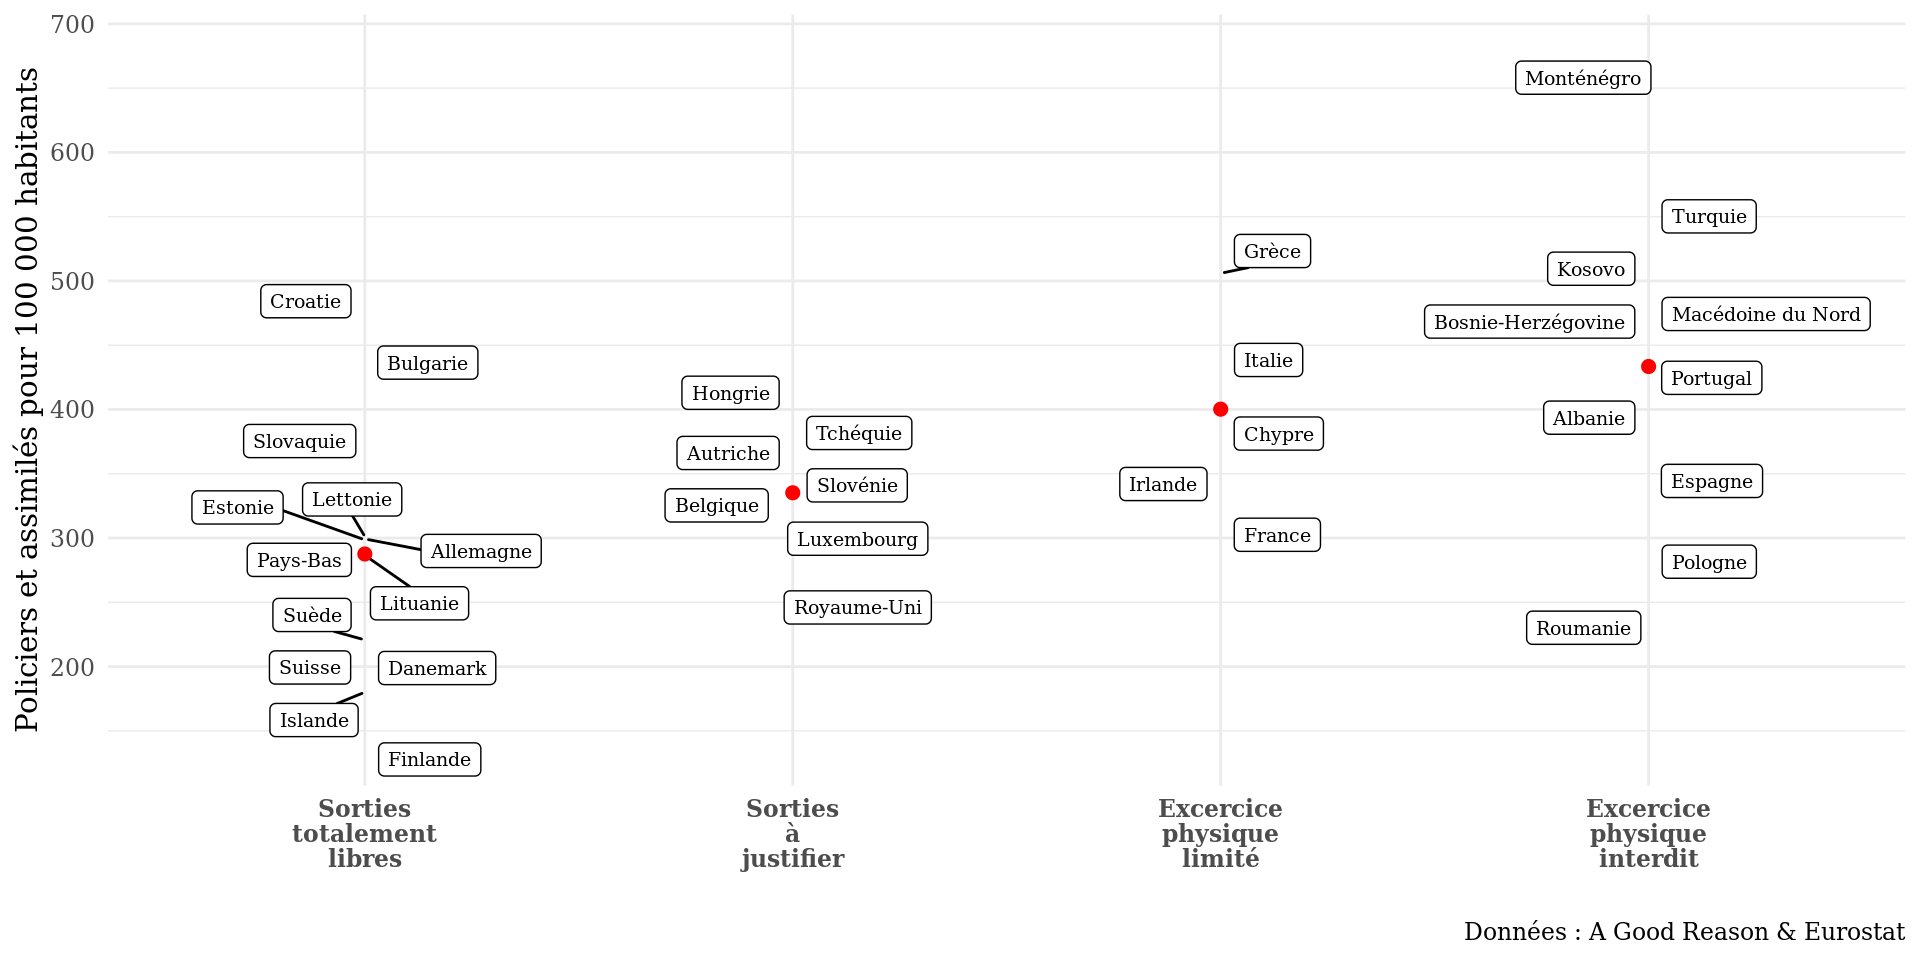 Policiers et assimilés pour 100 000 habitants
700
600
500
400
300
200
Croatie
Bulgarie
Slovaquie
Estonie
Lettonie
Allemagne
Pays-Bas
Lituanie
Suède
Suisse
Danemark
Islande
Finlande
Hongrie
Tchéquie
Autriche
Slovénie
Belgique
Luxembourg
Royaume-Uni
Grèce
Italie
Chypre
Irlande
France
Monténégro
Turquie
Kosovo
Macédoine du Nord
Bosnie-Herzégovine
Portugal
Albanie
Espagne
Pologne
Roumanie
Sorties
totalement
libres
Sorties
à
justifier
Excercice
physique
limité
Excercice
physique
interdit
Données : A Good Reason & Eurostat